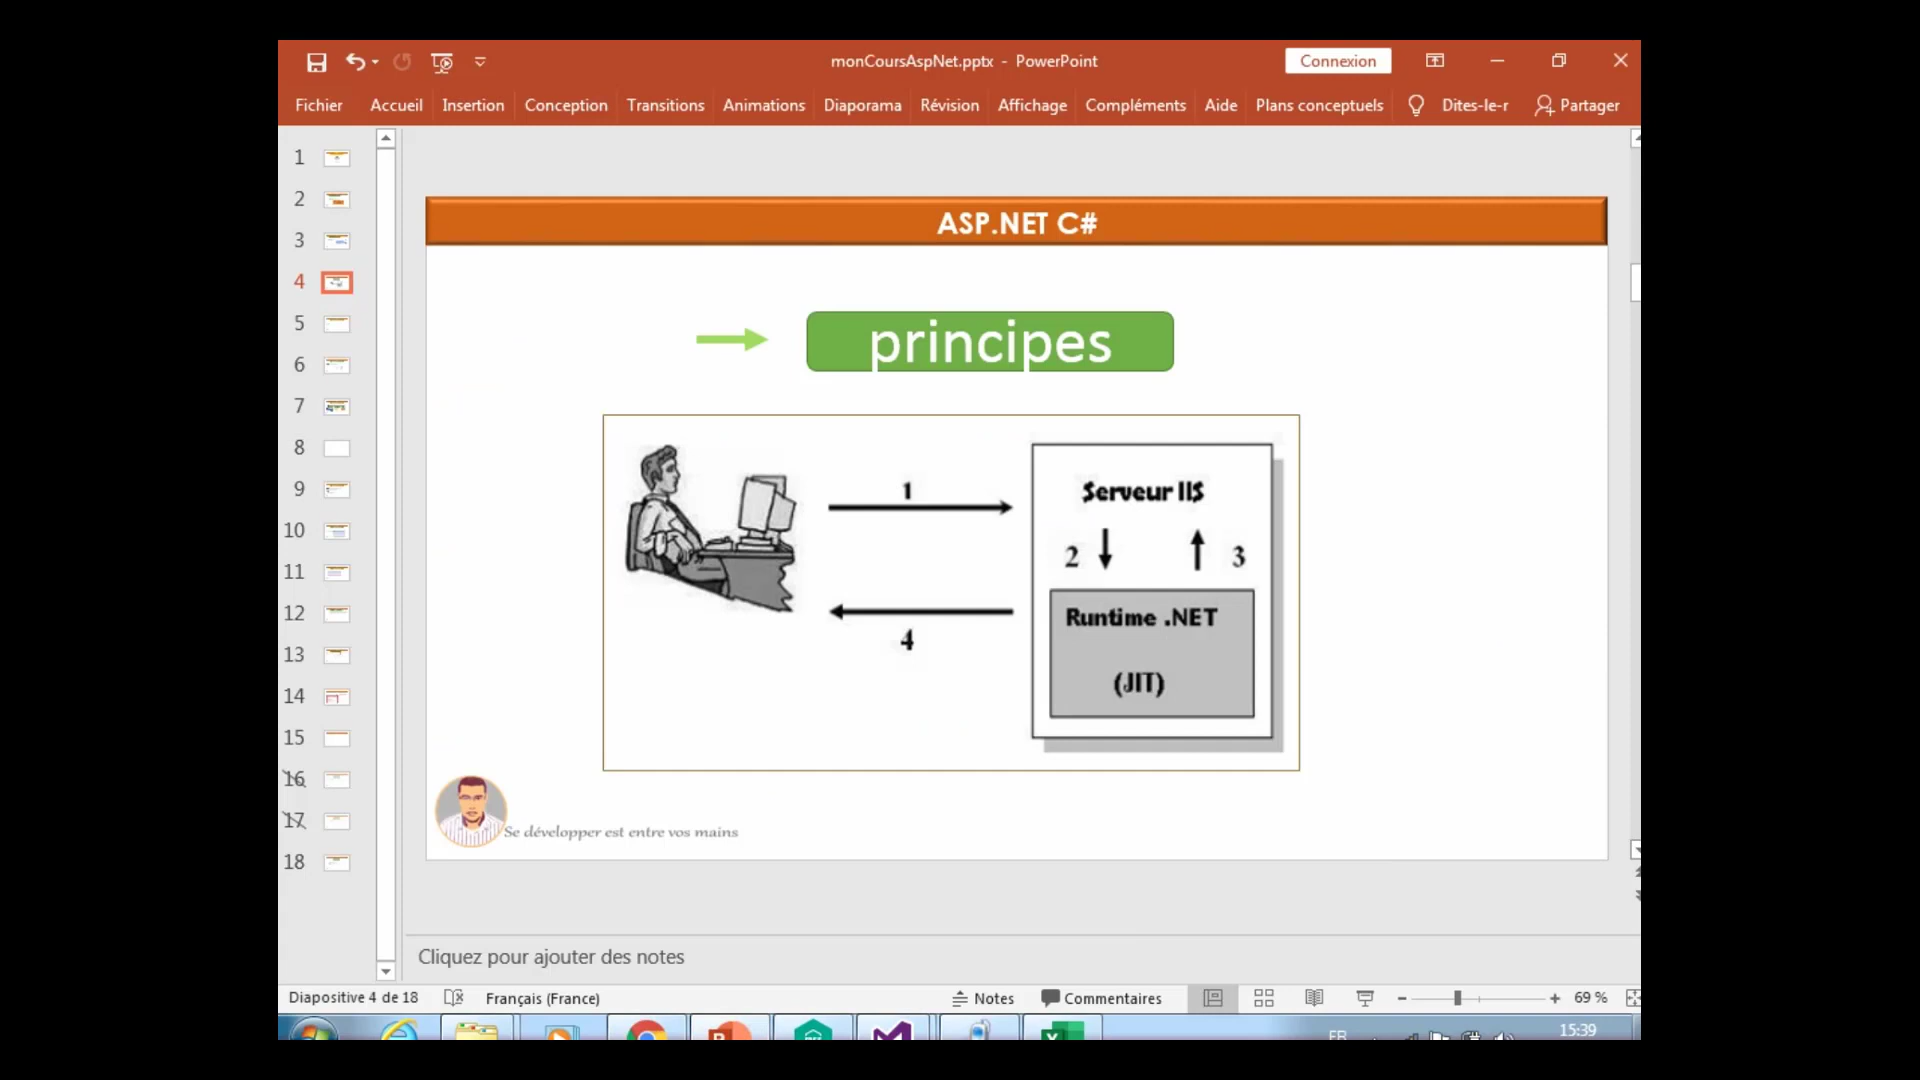 monCoursAspNet.pptx - PowerPoint
Connexion
Fichier Accueil Insertion Conception Transitions Animations Diaporama Révision Affichage Compléments Aide Plans conceptuels Dites-le-r Partager
1
2
3
4
5
6
7
8
9
10
11
12
13
14
15
16
17
18
ASP.NET C#
principes
1
Serveur IIS
2 3
Runtime .NET
4
(JIT)
Se développer est entre vos mains
Cliquez pour ajouter des notes
Diapositive 4 de 18 Français (France) Notes Commentaires 69 %
FR 15:39